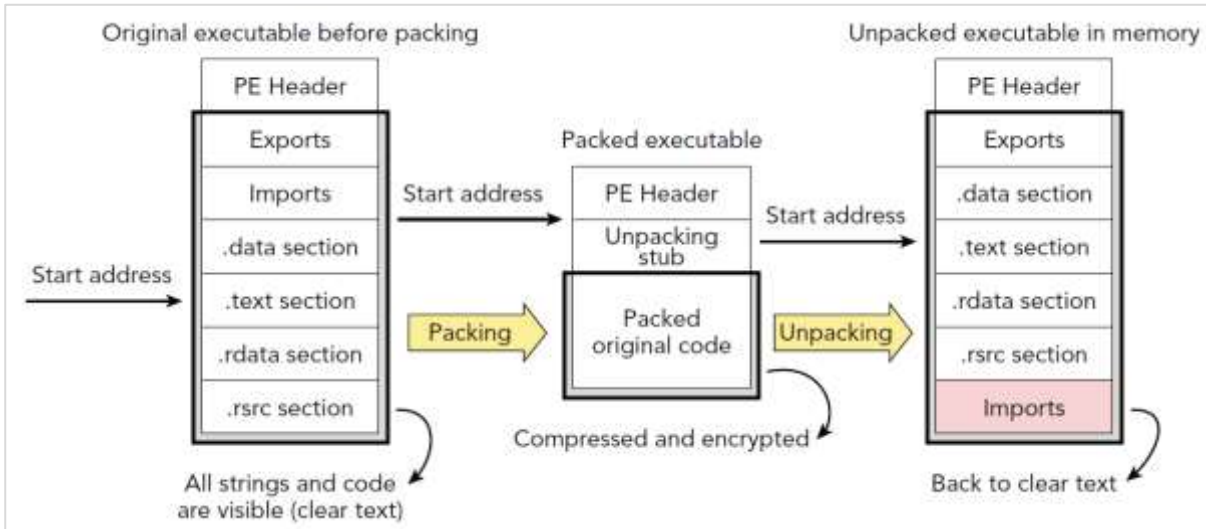 Original executable before packing
PE Header
Exports
Imports
.data section
.text section
.rdata section
.rsrc section
Start address
All strings and code
are visible (clear text)
Start address
Packing
Packed executable
PE Header
Unpacking
stub
Packed
original code
Compressed and encrypted
Start address
Unpacking
Unpacked executable in memory
PE Header
Exports
.data section
.text section
.rdata section
.rsrc section
Imports
Back to clear text